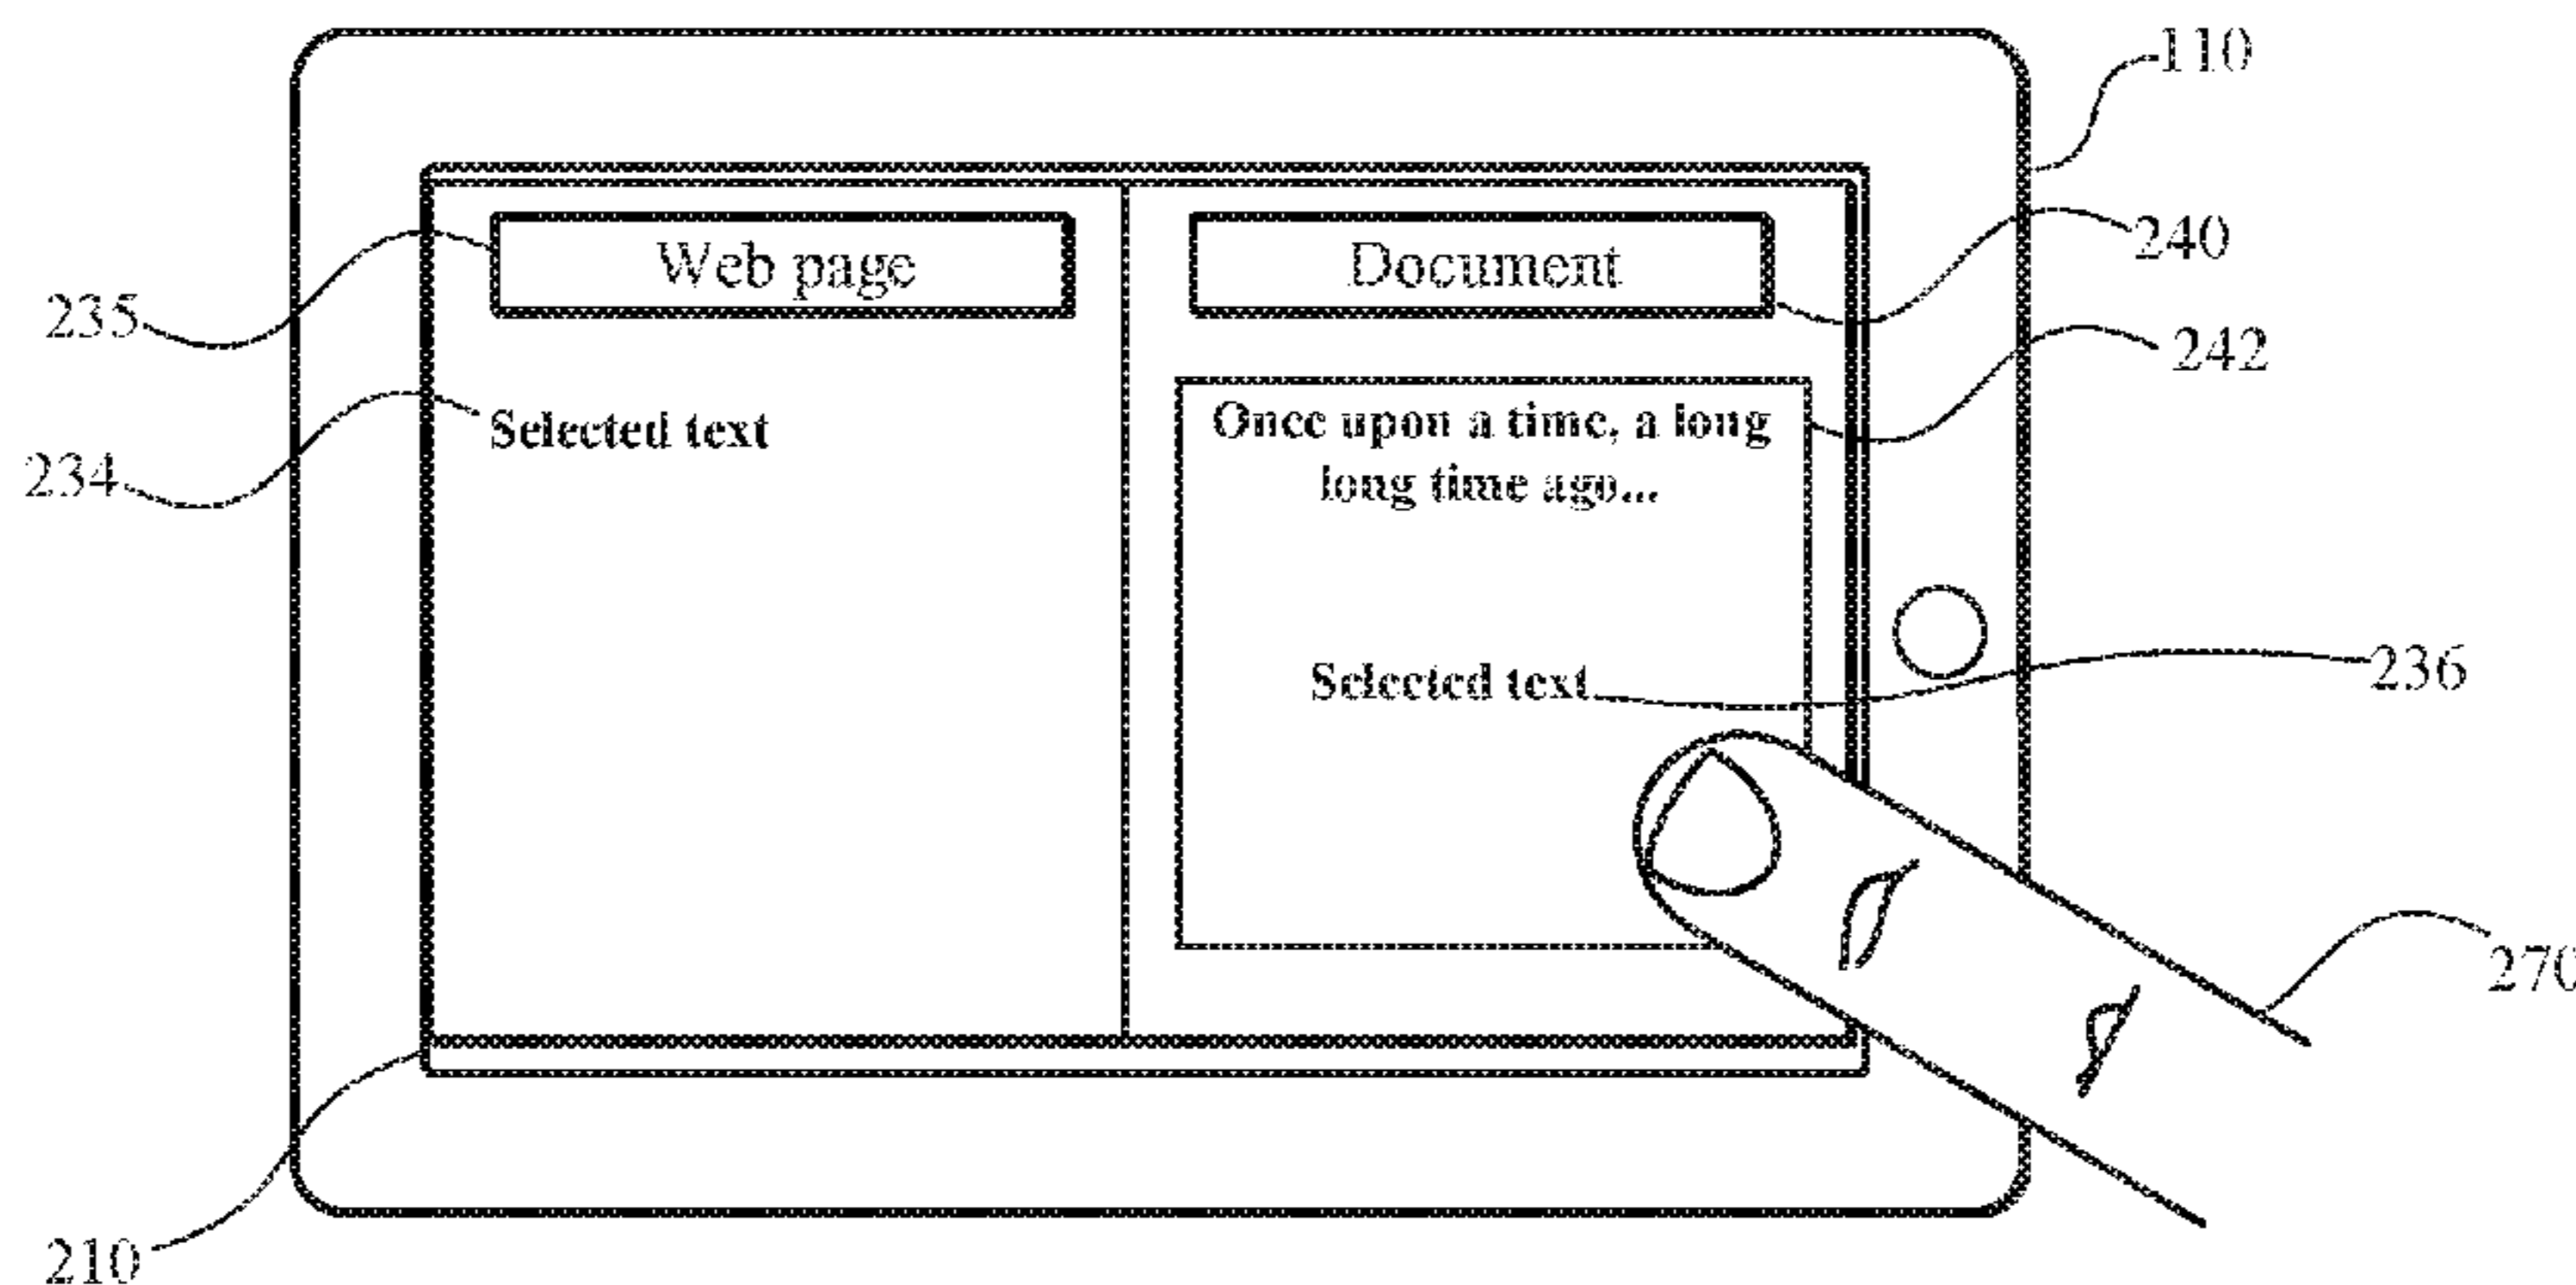 110
Web page
Document
240
235
242
Selected text
Once upon a time, a long
long time ago...
234
Selected text
236
270
210